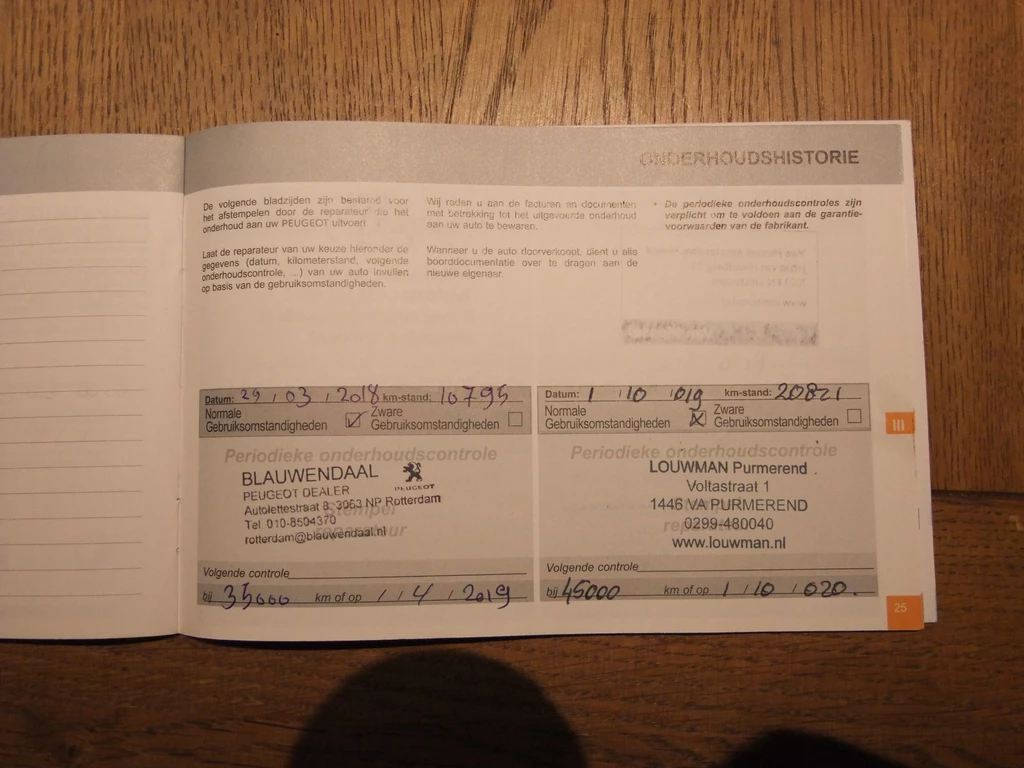 ONDERHOUDSHISTORIE
De volgende bladzijden zijn bestemd voor
het afstempelen door de reparateur die het
onderhoud aan uw PEUGEOT uitvoert.
Laat de reparateur van uw keuze hieronder de
gegevens (datum, kilometerstand, volgende
onderhoudscontrole, ...) van uw auto invullen
op basis van de gebruiksomstandigheden.
Wij raden u aan de facturen en documenten
met betrekking tot het uitgevoerde onderhoud
aan uw auto te bewaren.
Wanneer u de auto doorverkoopt, dient u alle
boorddocumentatie over te dragen aan de
nieuwe eigenaar.
• De periodieke onderhoudscontroles zijn
verplicht om te voldoen aan de garantie-
voorwaarden van de fabrikant.
Datum: 29 / 03 / 2018 km-stand: 10795
Normale Gebruiksomstandigheden
Zware Gebruiksomstandigheden
Periodieke onderhoudscontrole
BLAUWENDAAL
PEUGEOT
PEUGEOT DEALER
Autolettestraat 8, 3063 NP Rotterdam
Stempel
Tel. 010-8504370
reparateur
rotterdam@blauwendaal.nl
Volgende controle
bij 35000 km of op 1 / 4 / 2019
Datum: 1 / 10 / 019 km-stand: 20821
Normale Gebruiksomstandigheden
Zware Gebruiksomstandigheden
Periodieke onderhoudscontrole
LOUWMAN Purmerend
Voltastraat 1
1446 VA PURMEREND
0299-480040
www.louwman.nl
Volgende controle
bij 45000 km of op 1 / 10 / 020.
III
25